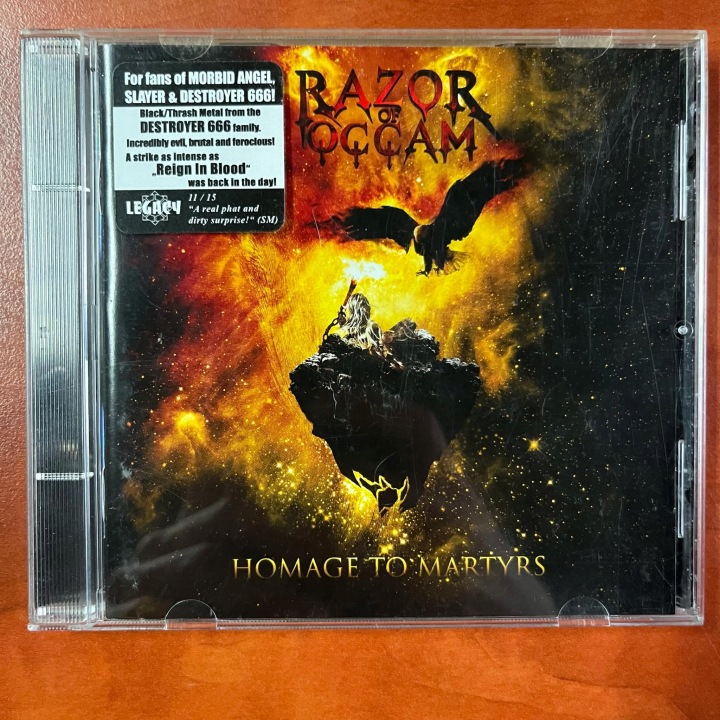 For fans of MORBID ANGEL,
SLAYER & DESTROYER 666!
Black/Thrash Metal from the
DESTROYER 666 family.
Incredibly evil, brutal and ferocious!
A strike as intense as
„Reign In Blood“
was back in the day!
LEGACY
11 / 15
"A real phat and
dirty surprise!" (SM)
RAZOR
OF
OCCAM
HOMAGE TO MARTYRS